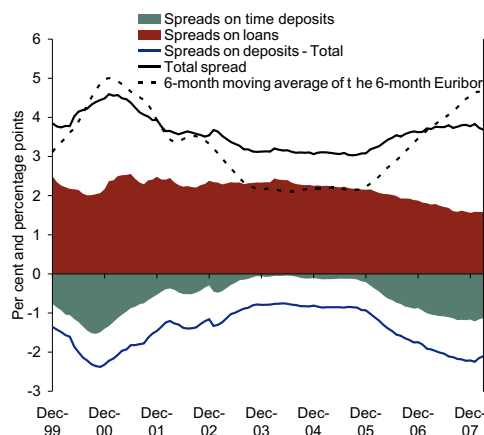 Spreads on time deposits
Spreads on loans
Spreads on deposits - Total
Total spread
6-month moving average of t he 6-month Euribor
Per cent and percentage points
6
5
4
3
2
1
0
-1
-2
-3
Dec-99
Dec-00
Dec-01
Dec-02
Dec-03
Dec-04
Dec-05
Dec-06
Dec-07